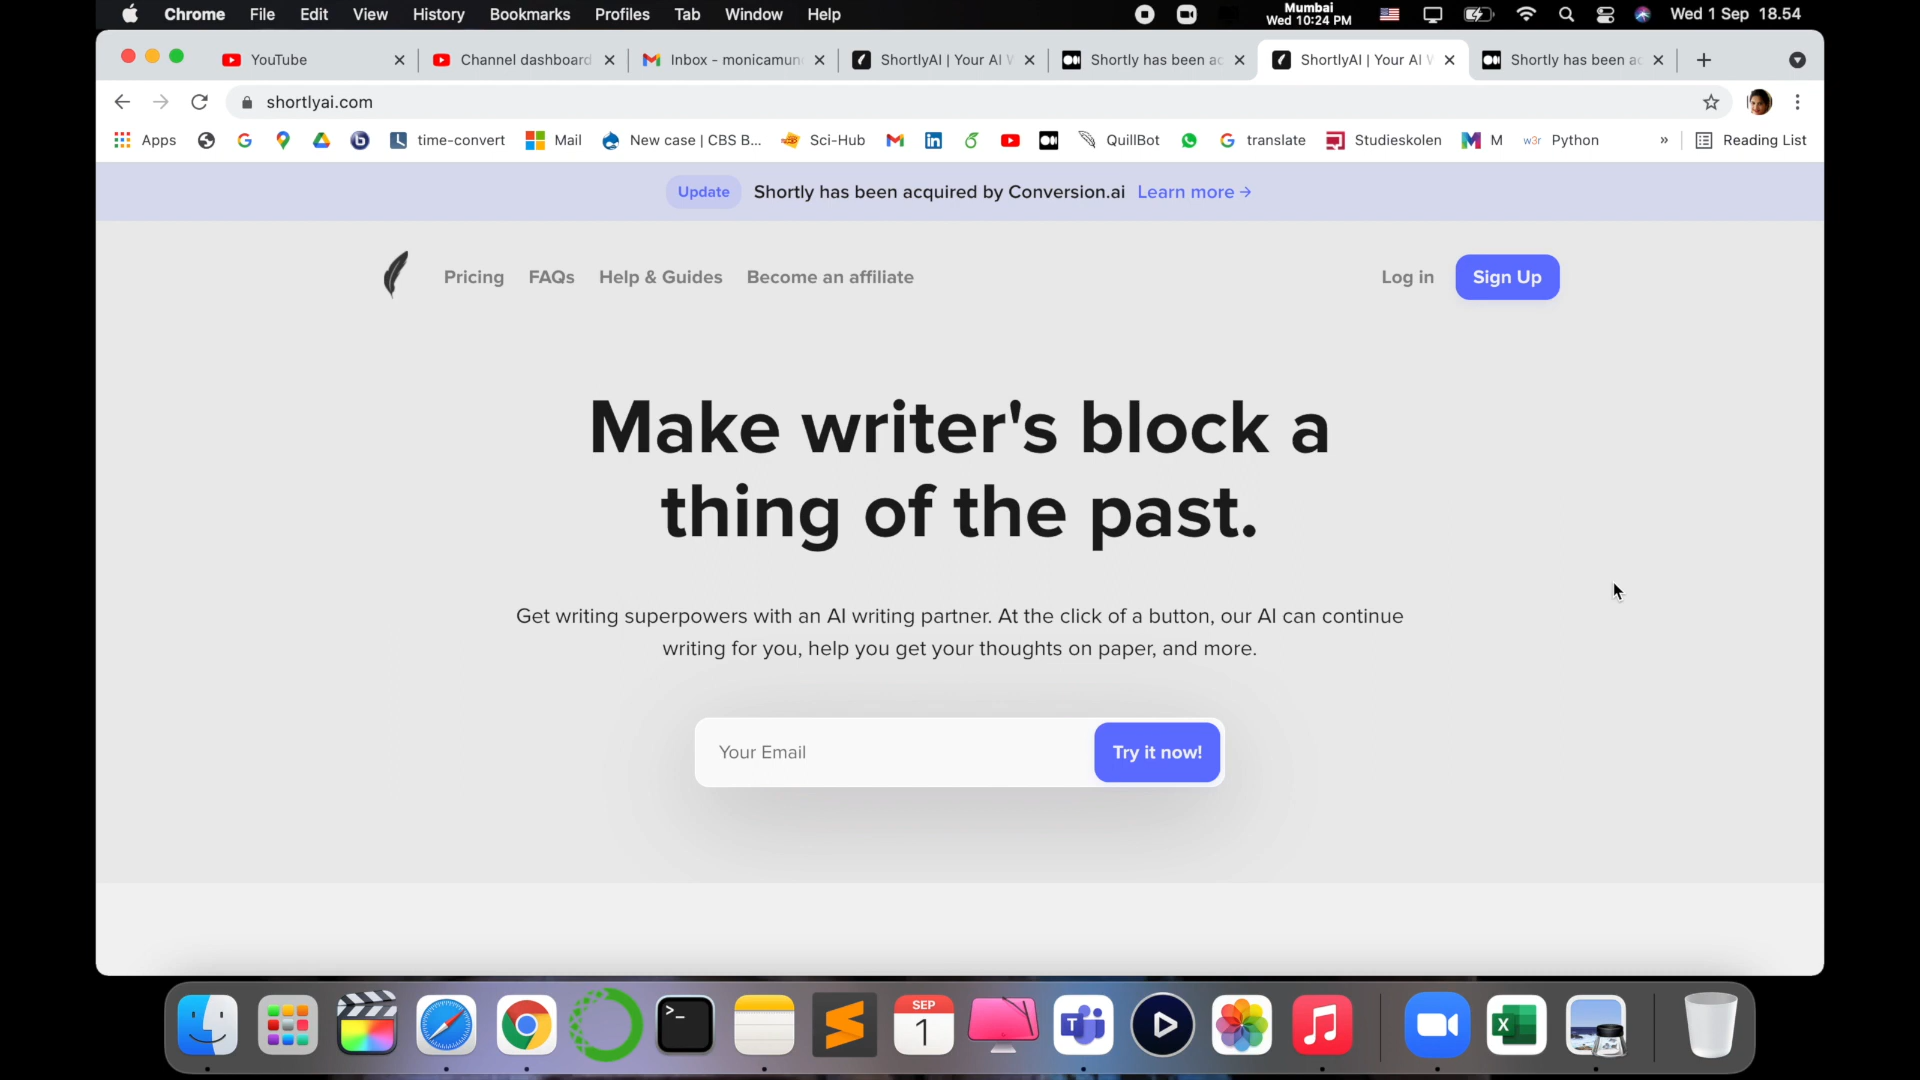 Chrome File Edit View History Bookmarks Profiles Tab Window Help
Mumbai
Wed 10:24 PM
Wed 1 Sep 18.54
YouTube
Channel dashboard
Inbox - monicamun
ShortlyAI | Your AI
Shortly has been ac
ShortlyAI | Your AI
Shortly has been a
shortlyai.com
Apps time-convert Mail New case | CBS B... Sci-Hub QuillBot translate Studieskolen M w3r Python » Reading List
Update Shortly has been acquired by Conversion.ai Learn more →
Pricing FAQs Help & Guides Become an affiliate Log in Sign Up
Make writer's block a
thing of the past.
Get writing superpowers with an AI writing partner. At the click of a button, our AI can continue
writing for you, help you get your thoughts on paper, and more.
Your Email Try it now!
SEP
1